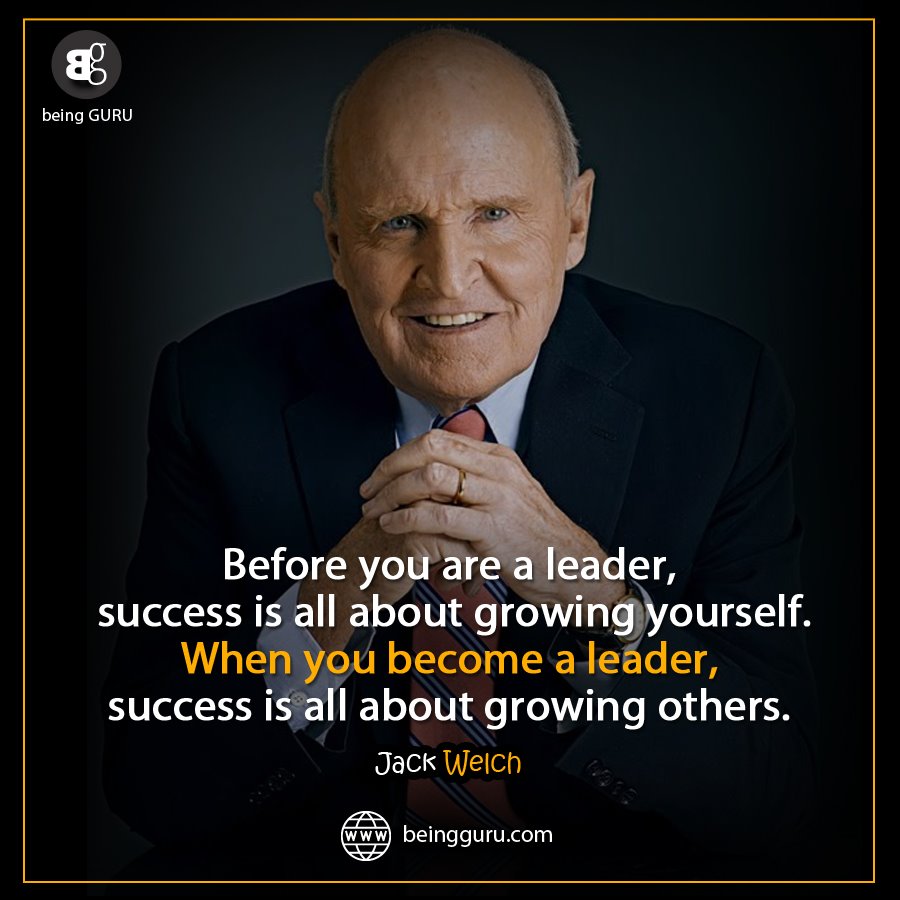 Bg
being GURU
Before you are a leader,
success is all about growing yourself.
When you become a leader,
success is all about growing others.
Jack Welch
www beingguru.com